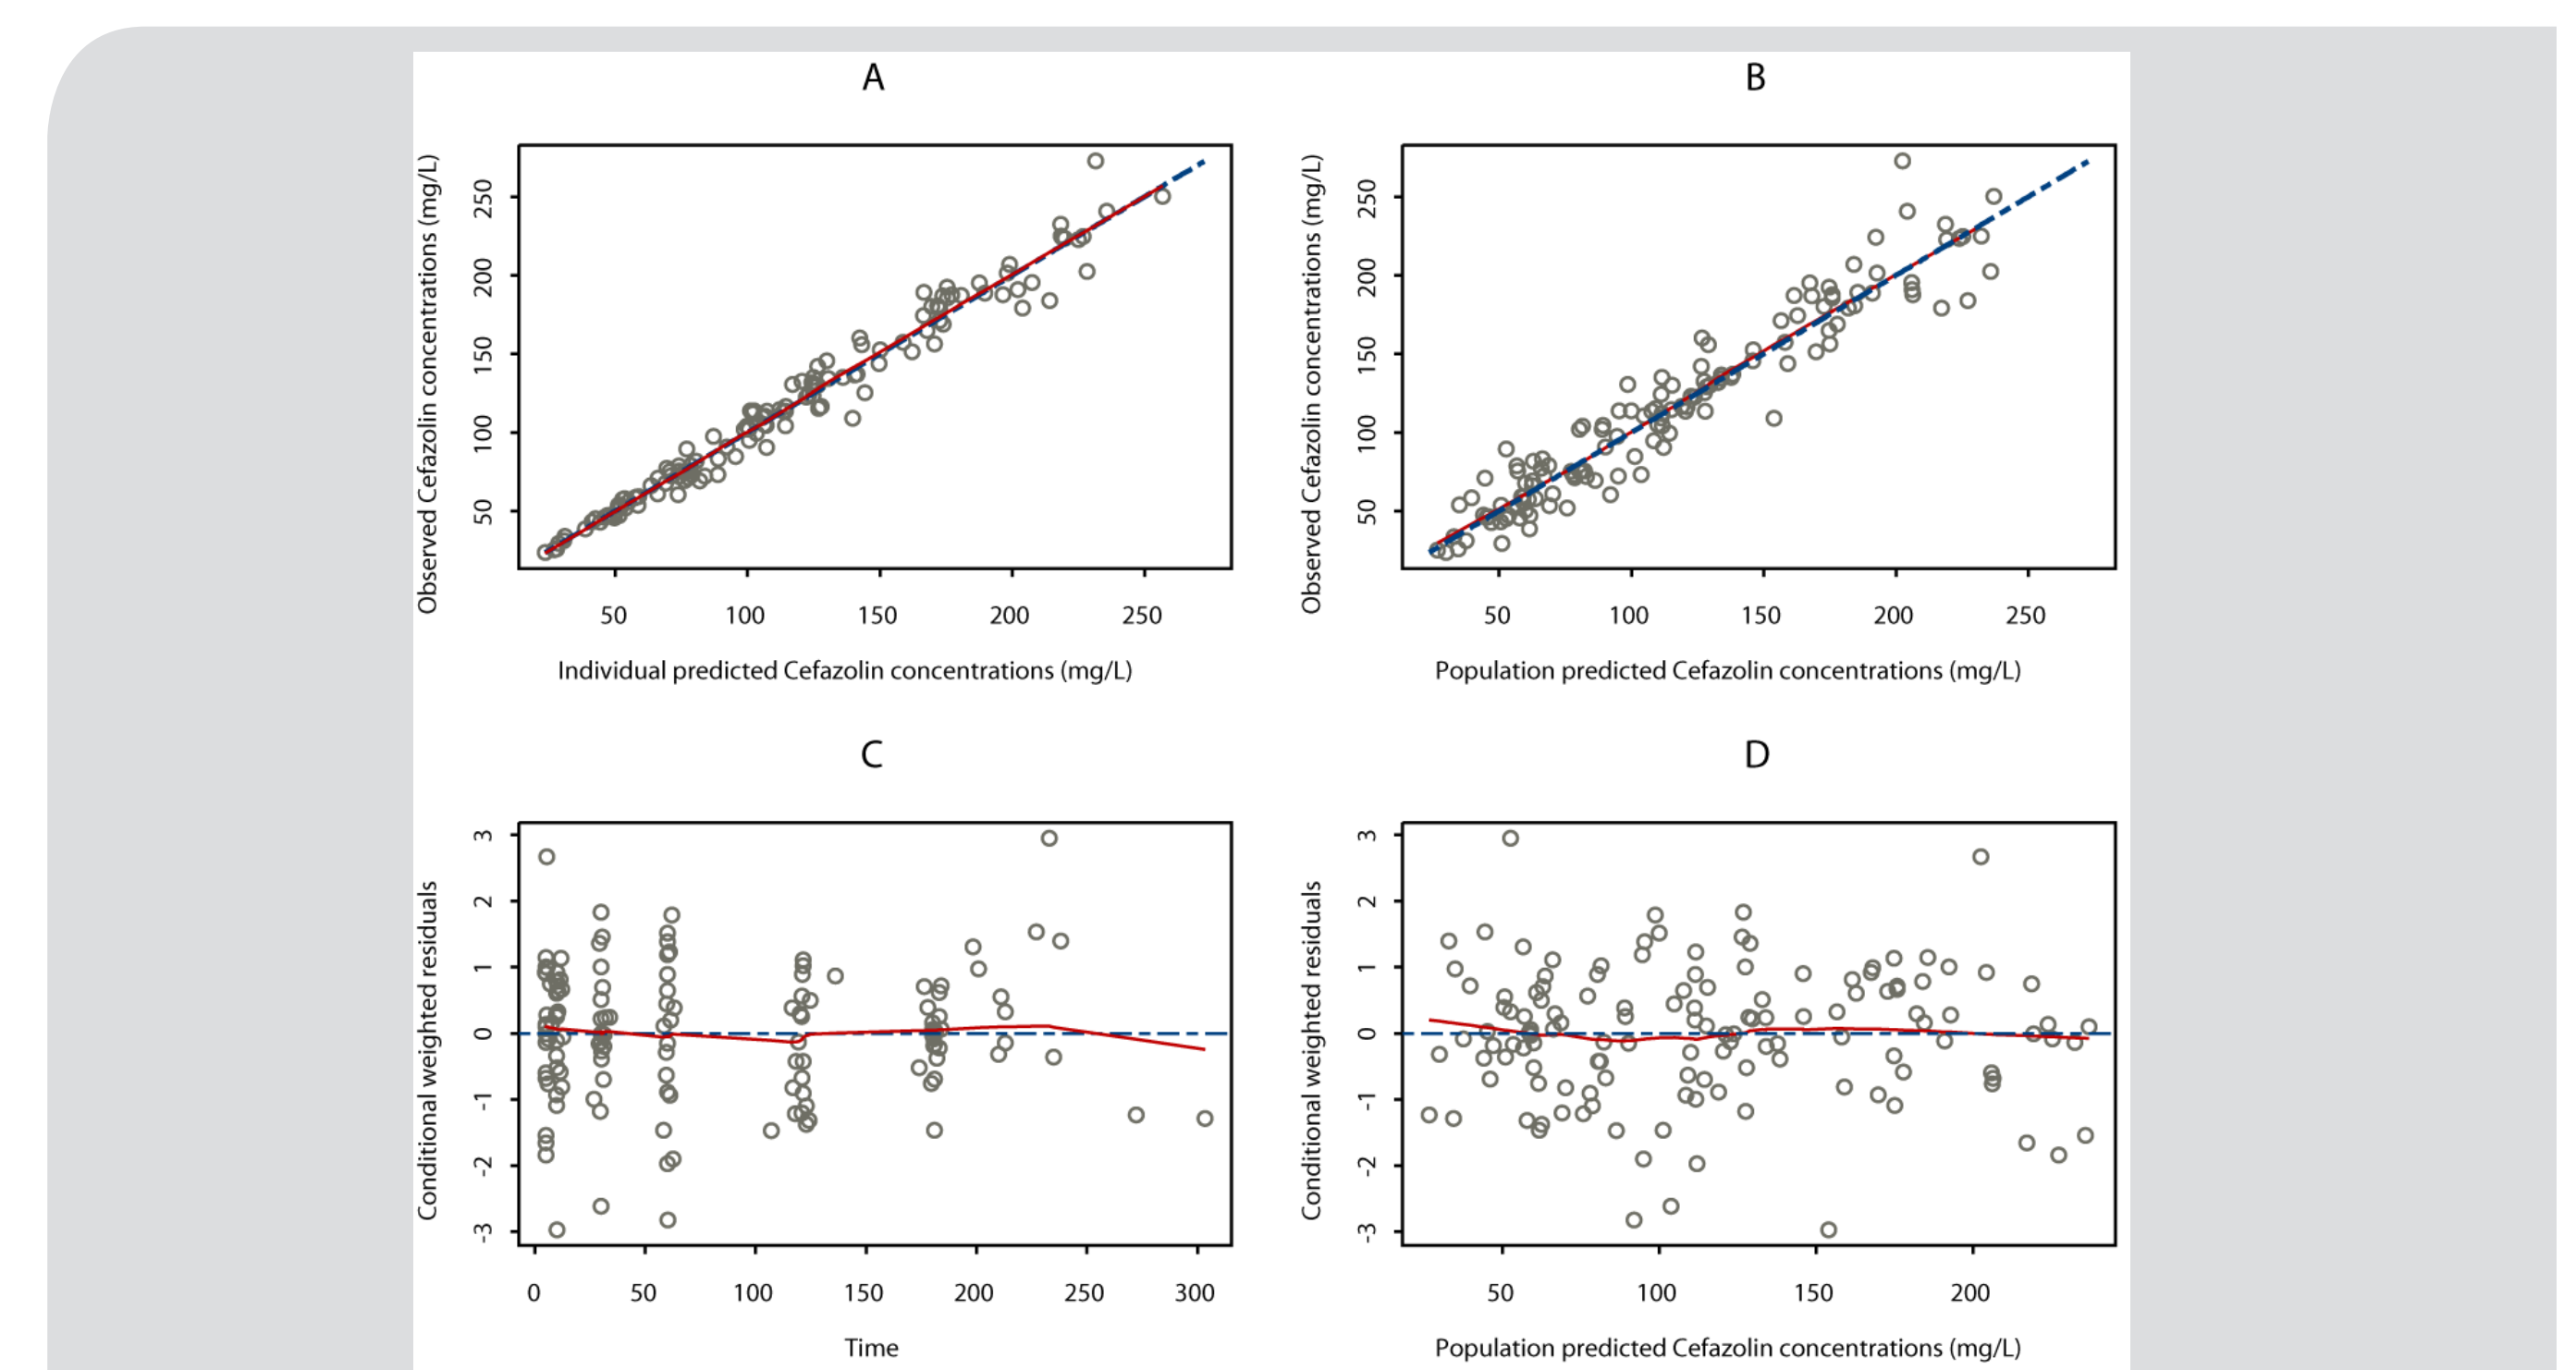 A
Observed Cefazolin concentrations (mg/L)
250
200
150
100
50
50 100 150 200 250
Individual predicted Cefazolin concentrations (mg/L)
B
Observed Cefazolin concentrations (mg/L)
250
200
150
100
50
50 100 150 200 250
Population predicted Cefazolin concentrations (mg/L)
C
Conditional weighted residuals
3
2
1
0
-1
-2
-3
0 50 100 150 200 250 300
Time
D
Conditional weighted residuals
3
2
1
0
-1
-2
-3
50 100 150 200
Population predicted Cefazolin concentrations (mg/L)